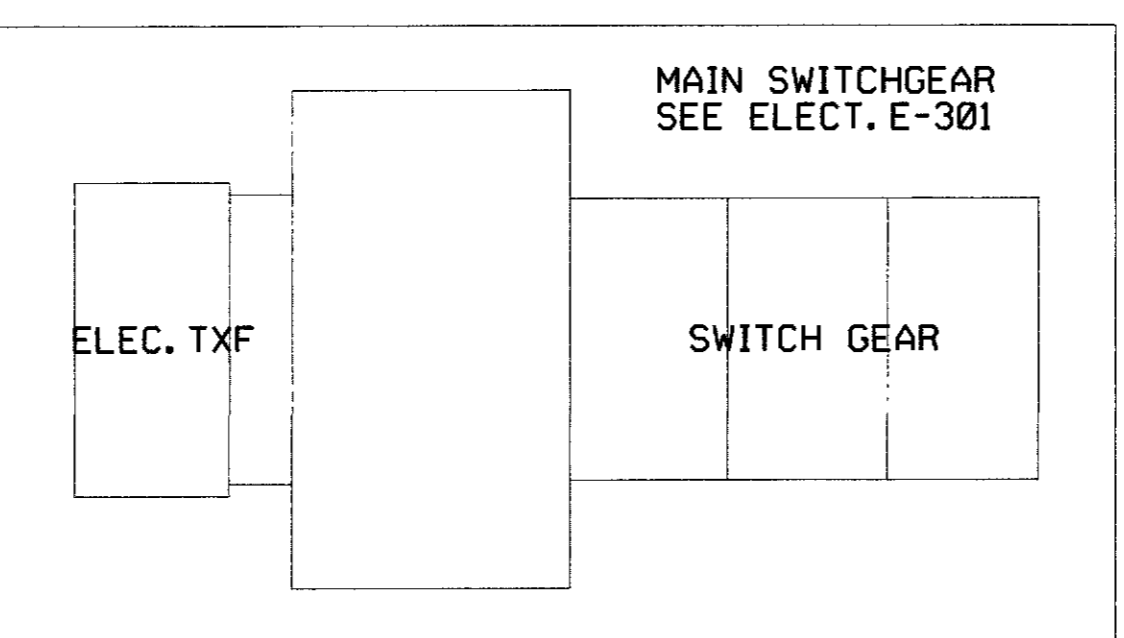 MAIN SWITCHGEAR
SEE ELECT. E-301
ELEC. TXF
SWITCH GEAR